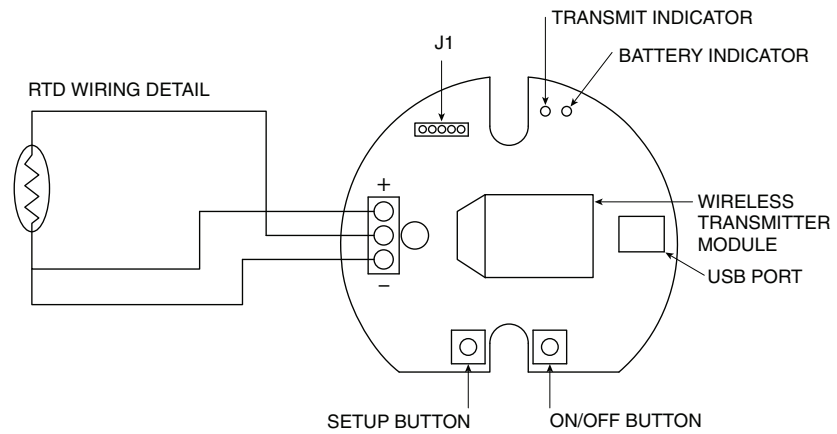 TRANSMIT INDICATOR
J1
BATTERY INDICATOR
RTD WIRING DETAIL
+
WIRELESS
TRANSMITTER
MODULE
USB PORT
–
SETUP BUTTON
ON/OFF BUTTON